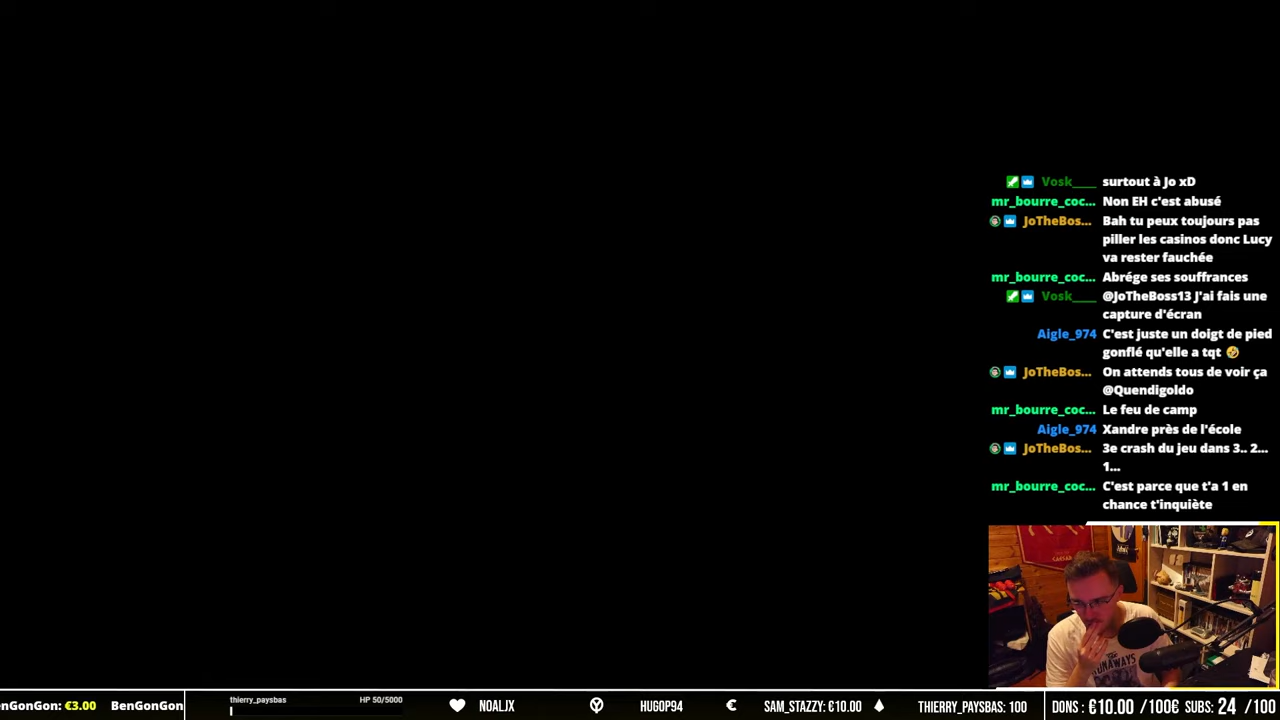 Vosk____ surtout à Jo xD
mr_bourre_coc... Non EH c'est abusé
JoTheBos... Bah tu peux toujours pas
piller les casinos donc Lucy
va rester fauchée
mr_bourre_coc... Abrége ses souffrances
Vosk____ @JoTheBoss13 J'ai fais une
capture d'écran
Aigle_974 C'est juste un doigt de pied
gonflé qu'elle a tqt 🤣
JoTheBos... On attends tous de voir ça
@Quendigoldo
mr_bourre_coc... Le feu de camp
Aigle_974 Xandre près de l'école
JoTheBos... 3e crash du jeu dans 3.. 2...
1...
mr_bourre_coc... C'est parce que t'a 1 en
chance t'inquiète
enGonGon: €3.00 BenGonGon
thierry_paysbas HP 50/5000
NOALJX
HUGOP94
SAM_STAZZY: €10.00
THIERRY_PAYSBAS: 100
DONS : €10.00 /100€ SUBS: 24 /100